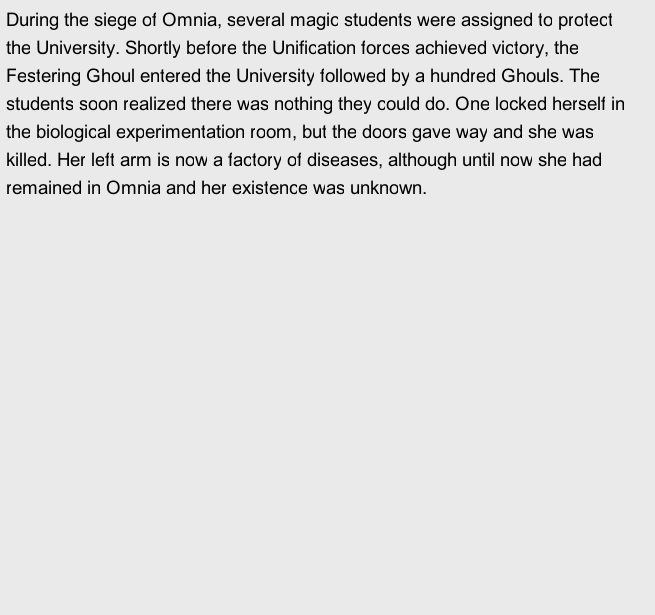 During the siege of Omnia, several magic students were assigned to protect
the University. Shortly before the Unification forces achieved victory, the
Festering Ghoul entered the University followed by a hundred Ghouls. The
students soon realized there was nothing they could do. One locked herself in
the biological experimentation room, but the doors gave way and she was
killed. Her left arm is now a factory of diseases, although until now she had
remained in Omnia and her existence was unknown.